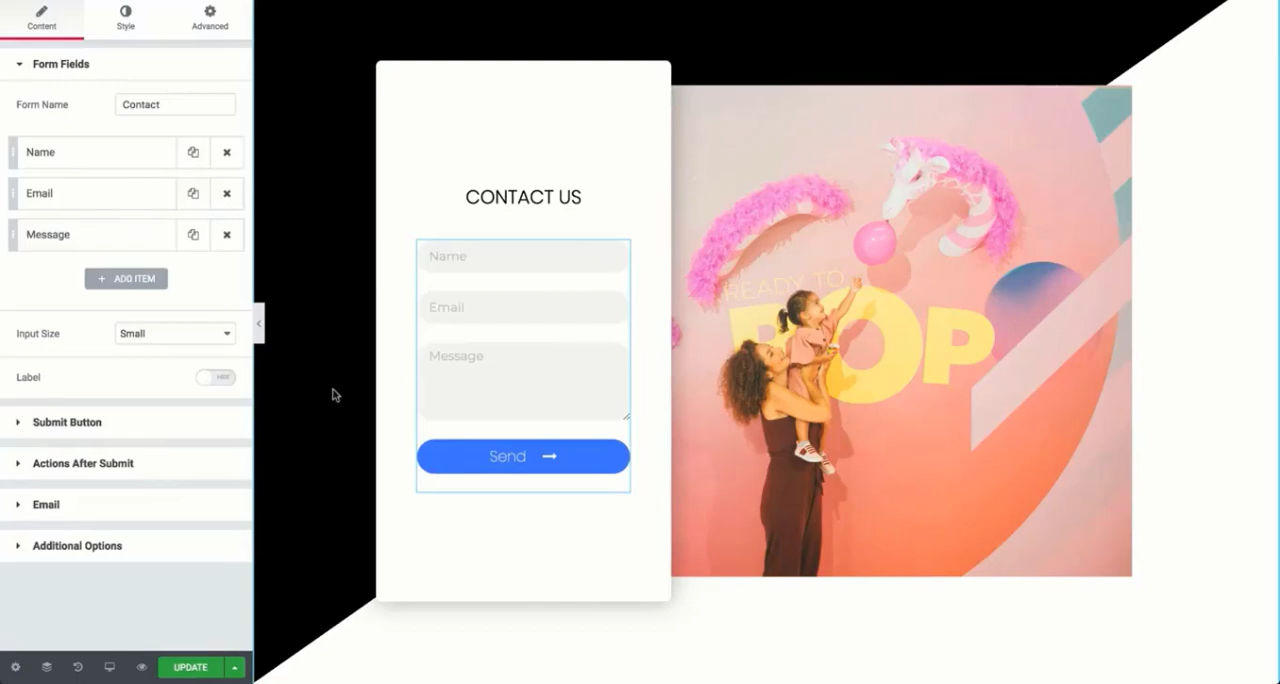 Content
Style
Advanced
Form Fields
Form Name
Contact
Name
Email
Message
+ ADD ITEM
Input Size
Small
Label
HIDE
Submit Button
Actions After Submit
Email
Additional Options
UPDATE
CONTACT US
Name
Email
Message
Send
READY TO
POP